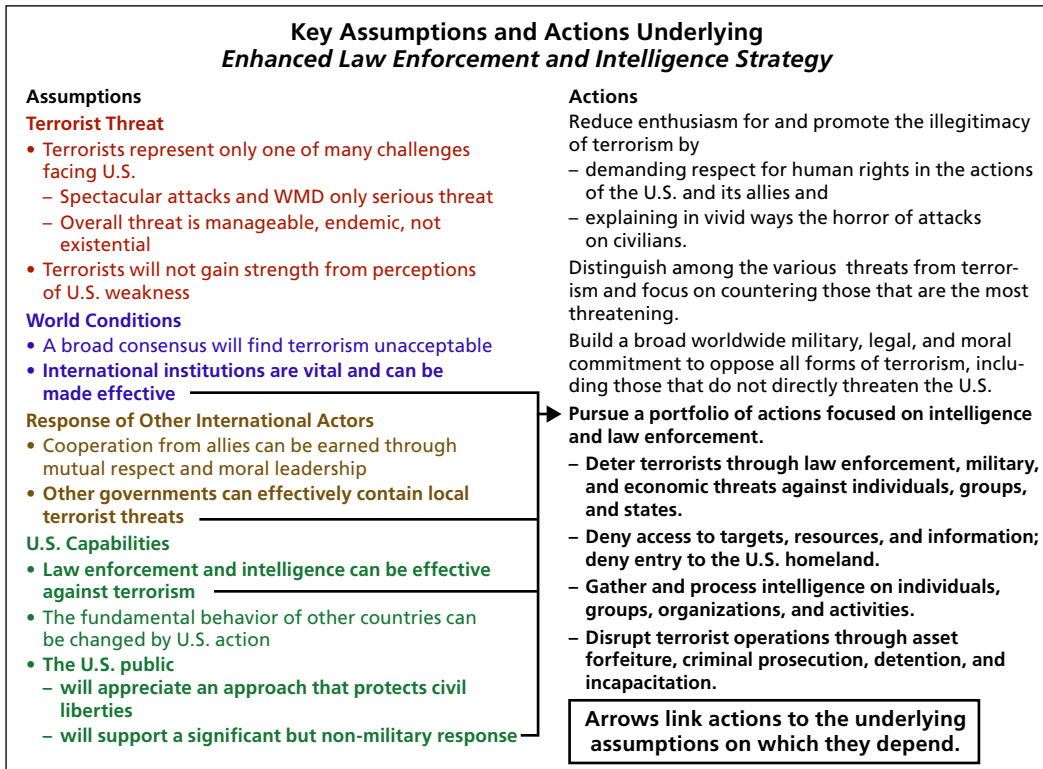 Key Assumptions and Actions Underlying
Enhanced Law Enforcement and Intelligence Strategy
Assumptions
Terrorist Threat
• Terrorists represent only one of many challenges
facing U.S.
– Spectacular attacks and WMD only serious threat
– Overall threat is manageable, endemic, not
existential
• Terrorists will not gain strength from perceptions
of U.S. weakness
World Conditions
• A broad consensus will find terrorism unacceptable
• International institutions are vital and can be
made effective
Response of Other International Actors
• Cooperation from allies can be earned through
mutual respect and moral leadership
• Other governments can effectively contain local
terrorist threats
U.S. Capabilities
• Law enforcement and intelligence can be effective
against terrorism
• The fundamental behavior of other countries can
be changed by U.S. action
• The U.S. public
– will appreciate an approach that protects civil
liberties
– will support a significant but non-military response
Actions
Reduce enthusiasm for and promote the illegitimacy
of terrorism by
– demanding respect for human rights in the actions
of the U.S. and its allies and
– explaining in vivid ways the horror of attacks
on civilians.
Distinguish among the various threats from terror-
ism and focus on countering those that are the most
threatening.
Build a broad worldwide military, legal, and moral
commitment to oppose all forms of terrorism, inclu-
ding those that do not directly threaten the U.S.
Pursue a portfolio of actions focused on intelligence
and law enforcement.
– Deter terrorists through law enforcement, military,
and economic threats against individuals, groups,
and states.
– Deny access to targets, resources, and information;
deny entry to the U.S. homeland.
– Gather and process intelligence on individuals,
groups, organizations, and activities.
– Disrupt terrorist operations through asset
forfeiture, criminal prosecution, detention, and
incapacitation.
Arrows link actions to the underlying
assumptions on which they depend.